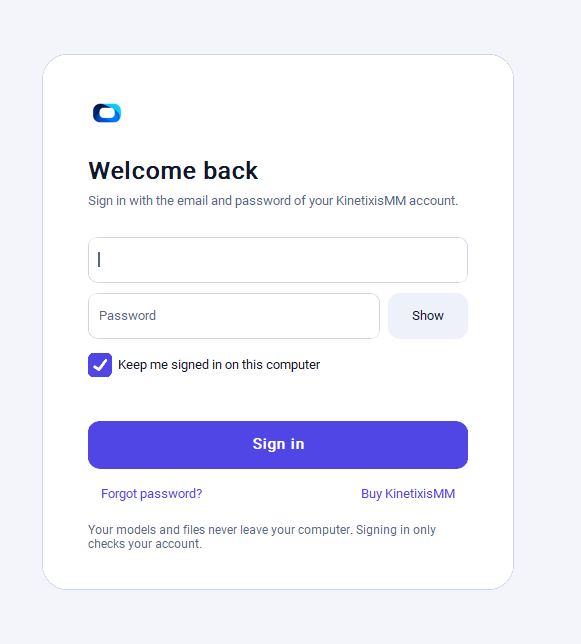 Welcome back
Sign in with the email and password of your KinetixisMM account.
Password
Show
Keep me signed in on this computer
Sign in
Forgot password?
Buy KinetixisMM
Your models and files never leave your computer. Signing in only
checks your account.